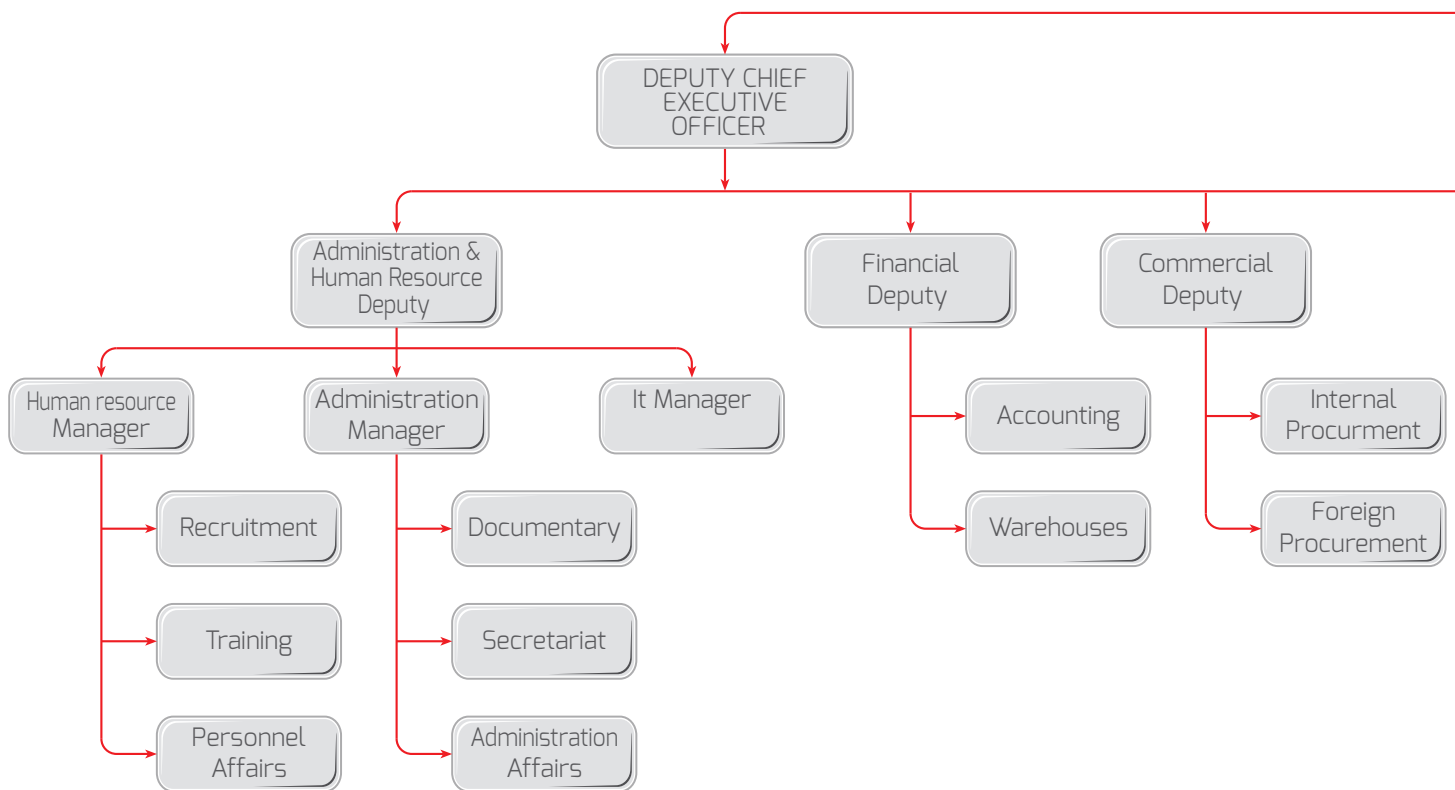 DEPUTY CHIEF
EXECUTIVE
OFFICER
Administration &
Human Resource
Deputy
Financial
Deputy
Commercial
Deputy
Human resource
Manager
Administration
Manager
It Manager
Accounting
Internal
Procurment
Recruitment
Documentary
Warehouses
Foreign
Procurement
Training
Secretariat
Personnel
Affairs
Administration
Affairs